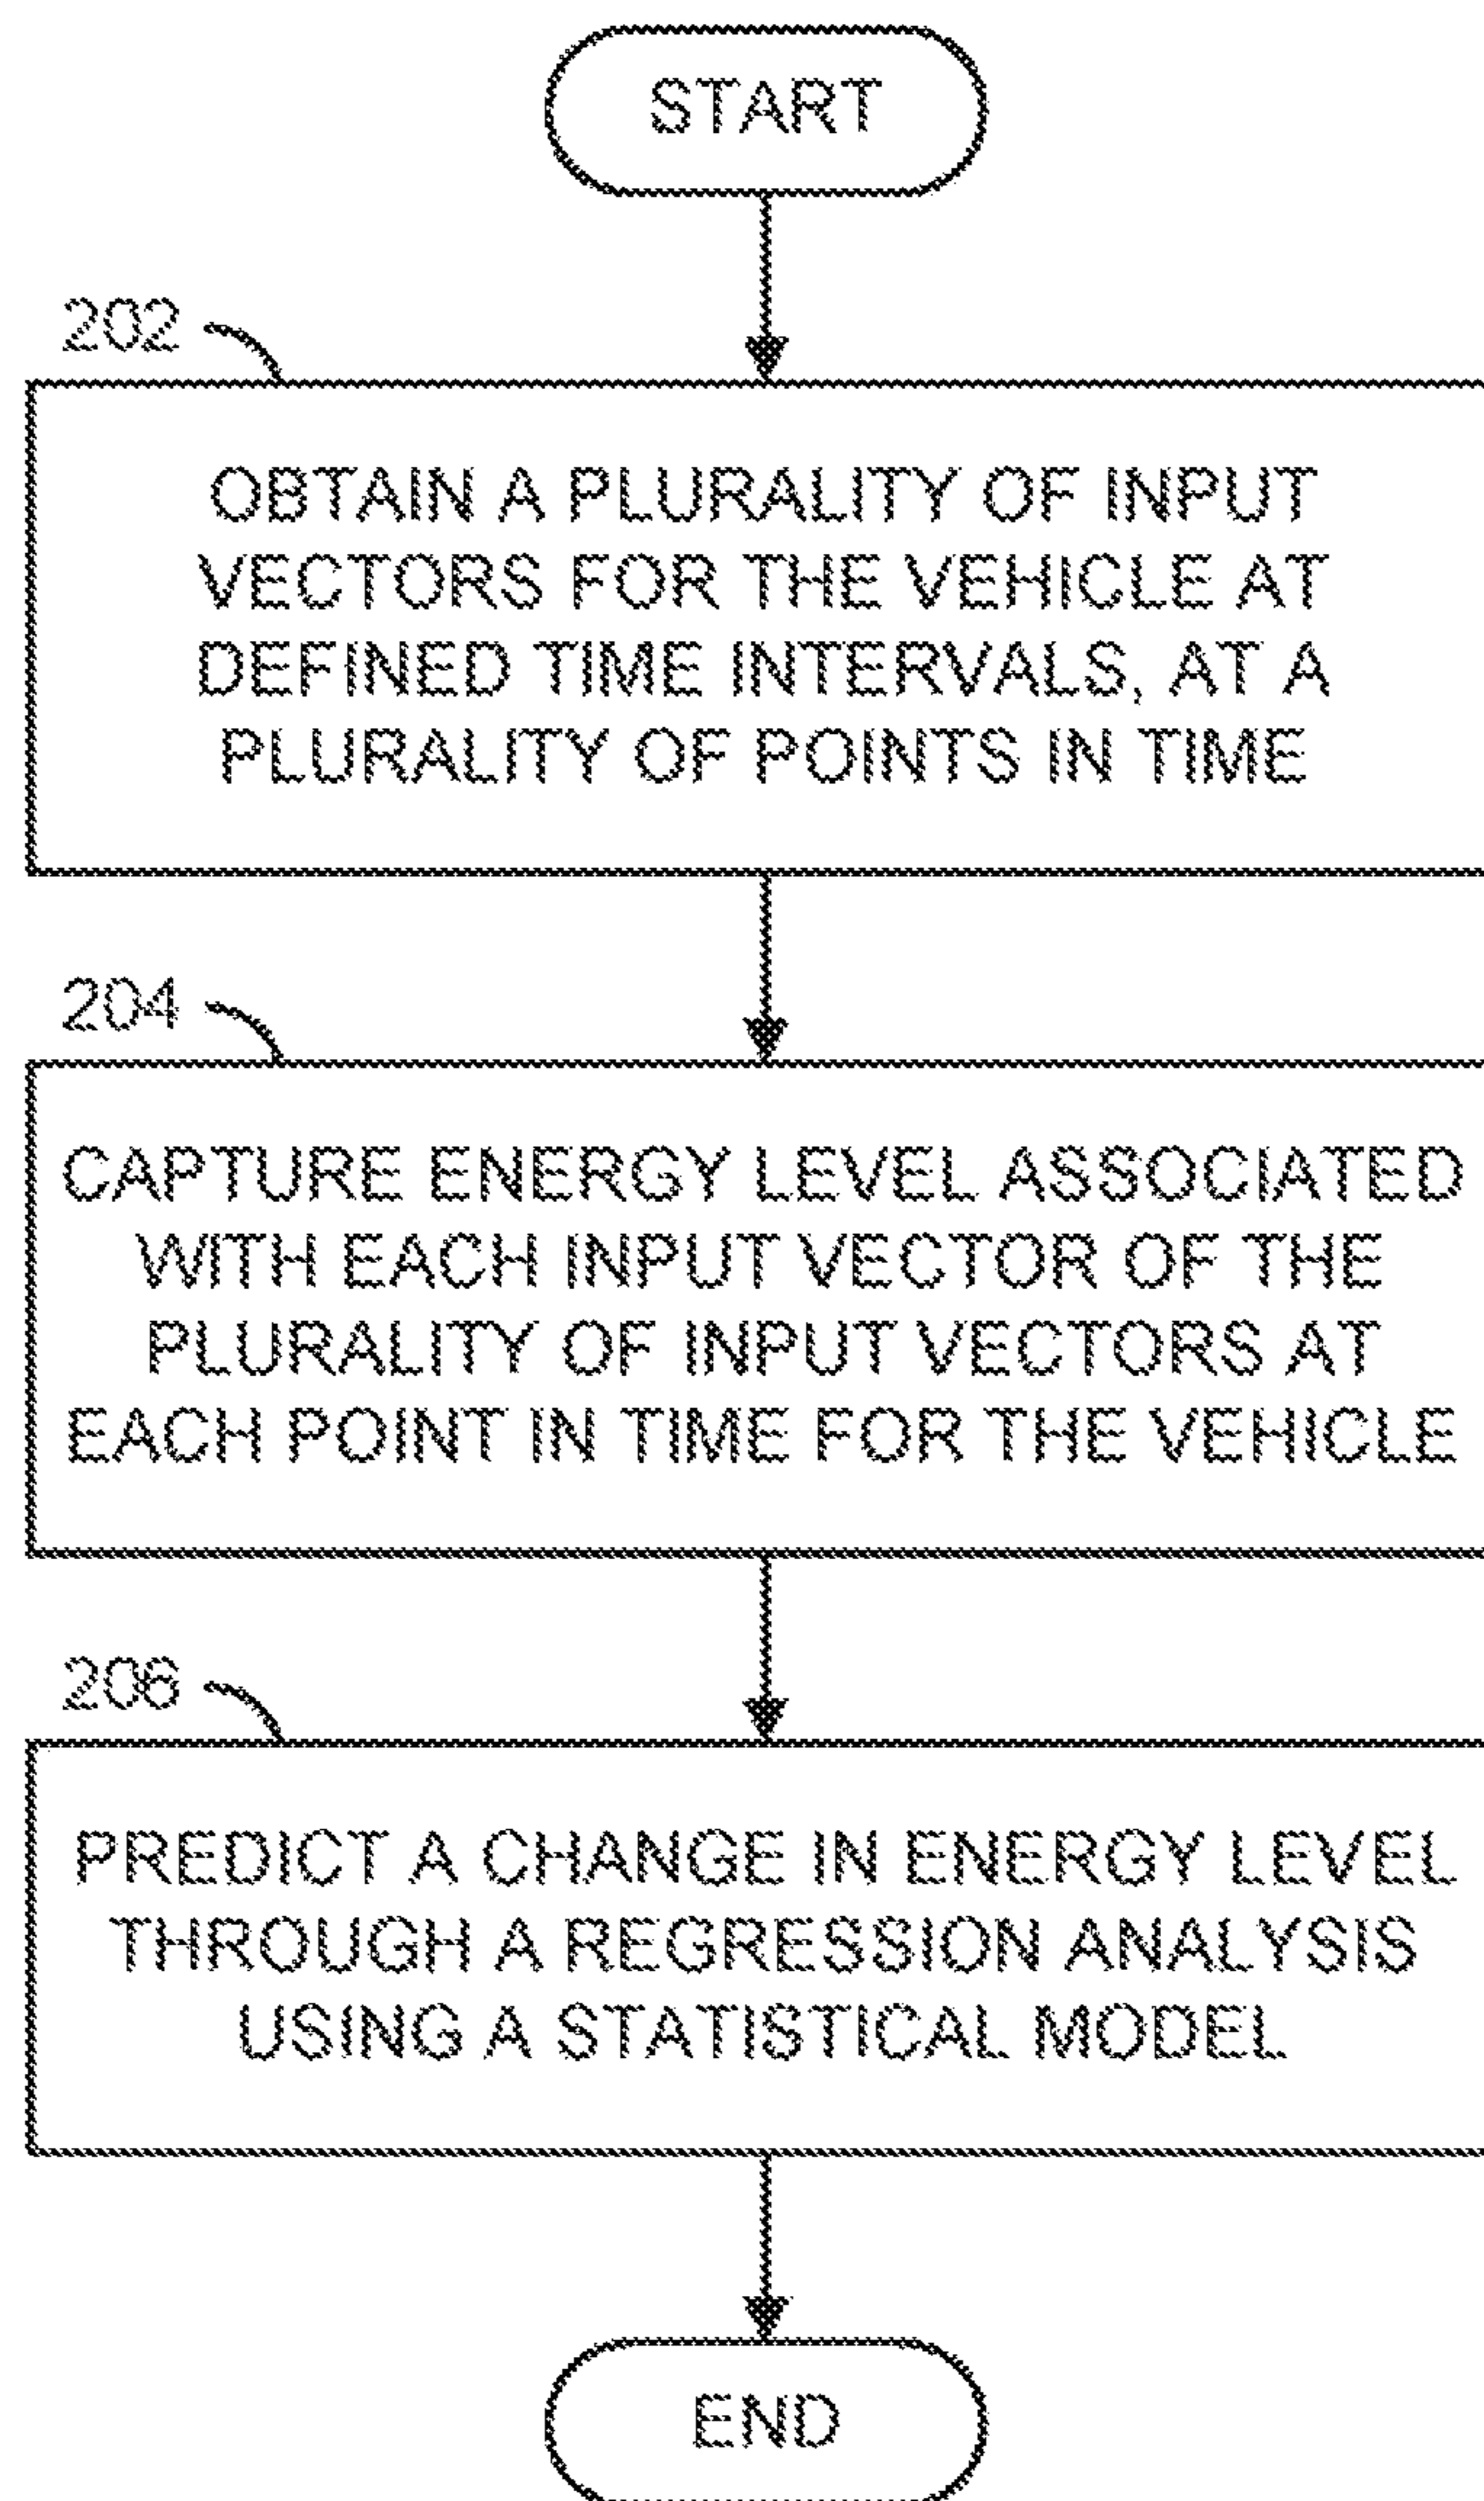 START
202
OBTAIN A PLURALITY OF INPUT
VECTORS FOR THE VEHICLE AT
DEFINED TIME INTERVALS, AT A
PLURALITY OF POINTS IN TIME
204
CAPTURE ENERGY LEVEL ASSOCIATED
WITH EACH INPUT VECTOR OF THE
PLURALITY OF INPUT VECTORS AT
EACH POINT IN TIME FOR THE VEHICLE
206
PREDICT A CHANGE IN ENERGY LEVEL
THROUGH A REGRESSION ANALYSIS
USING A STATISTICAL MODEL
END